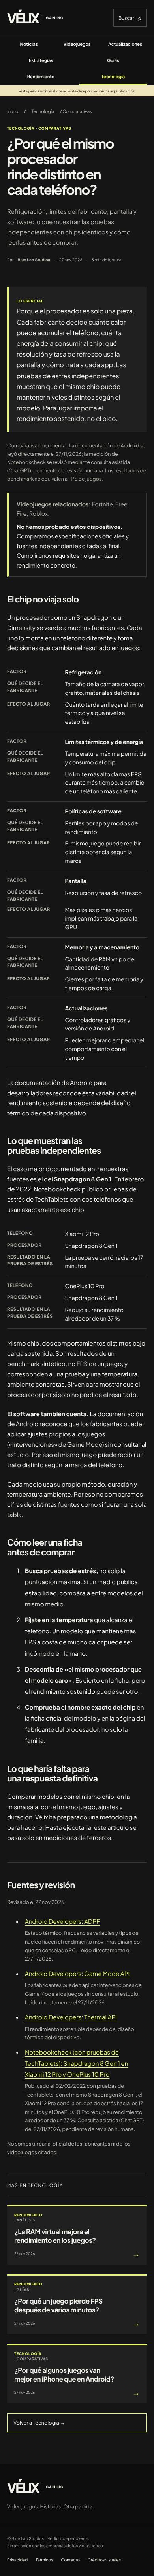 VÉLIX GAMING
Buscar
Noticias
Videojuegos
Actualizaciones
Estrategias
Guías
Rendimiento
Tecnología
Vista previa editorial · pendiente de aprobación para publicación
Inicio / Tecnología / Comparativas
TECNOLOGÍA · COMPARATIVAS
¿Por qué el mismo
procesador
rinde distinto en
cada teléfono?
Refrigeración, límites del fabricante, pantalla y
software: lo que muestran las pruebas
independientes con chips idénticos y cómo
leerlas antes de comprar.
Por Blue Lab Studios · 27 nov 2026 · 3 min de lectura
LO ESENCIAL
Porque el procesador es solo una pieza.
Cada fabricante decide cuánto calor
puede acumular el teléfono, cuánta
energía deja consumir al chip, qué
resolución y tasa de refresco usa la
pantalla y cómo trata a cada app. Las
pruebas de estrés independientes
muestran que el mismo chip puede
mantener niveles distintos según el
modelo. Para jugar importa el
rendimiento sostenido, no el pico.
Comparativa documental. La documentación de Android se
leyó directamente el 27/11/2026; la medición de
Notebookcheck se revisó mediante consulta asistida
(ChatGPT), pendiente de revisión humana. Los resultados de
benchmark no equivalen a FPS de juegos.
Videojuegos relacionados: Fortnite, Free
Fire, Roblox.
No hemos probado estos dispositivos.
Comparamos especificaciones oficiales y
fuentes independientes citadas al final.
Cumplir los requisitos no garantiza un
rendimiento concreto.
El chip no viaja solo
Un procesador como un Snapdragon o un
Dimensity se vende a muchos fabricantes. Cada
uno lo monta en un teléfono con decisiones
propias:
FACTOR
Refrigeración
QUÉ DECIDE EL
FABRICANTE
Tamaño de la cámara de vapor,
grafito, materiales del chasis
EFECTO AL JUGAR
Cuánto tarda en llegar al límite
térmico y a qué nivel se
estabiliza
FACTOR
Límites térmicos y de energía
QUÉ DECIDE EL
FABRICANTE
Temperatura máxima permitida
y consumo del chip
EFECTO AL JUGAR
Un límite más alto da más FPS
durante más tiempo, a cambio
de un teléfono más caliente
FACTOR
Políticas de software
QUÉ DECIDE EL
FABRICANTE
Perfiles por app y modos de
rendimiento
EFECTO AL JUGAR
El mismo juego puede recibir
distinta potencia según la
marca
FACTOR
Pantalla
QUÉ DECIDE EL
FABRICANTE
Resolución y tasa de refresco
EFECTO AL JUGAR
Más píxeles o más hercios
implican más trabajo para la
GPU
FACTOR
Memoria y almacenamiento
QUÉ DECIDE EL
FABRICANTE
Cantidad de RAM y tipo de
almacenamiento
EFECTO AL JUGAR
Cierres por falta de memoria y
tiempos de carga
FACTOR
Actualizaciones
QUÉ DECIDE EL
FABRICANTE
Controladores gráficos y
versión de Android
EFECTO AL JUGAR
Pueden mejorar o empeorar el
comportamiento con el
tiempo
La documentación de Android para
desarrolladores reconoce esta variabilidad: el
rendimiento sostenible depende del diseño
térmico de cada dispositivo.
Lo que muestran las
pruebas independientes
El caso mejor documentado entre nuestras
fuentes es el del Snapdragon 8 Gen 1. En febrero
de 2022, Notebookcheck publicó pruebas de
estrés de TechTablets con dos teléfonos que
usan exactamente ese chip:
TELÉFONO
Xiaomi 12 Pro
PROCESADOR
Snapdragon 8 Gen 1
RESULTADO EN LA
PRUEBA DE ESTRÉS
La prueba se cerró hacia los 17
minutos
TELÉFONO
OnePlus 10 Pro
PROCESADOR
Snapdragon 8 Gen 1
RESULTADO EN LA
PRUEBA DE ESTRÉS
Redujo su rendimiento
alrededor de un 37 %
Mismo chip, dos comportamientos distintos bajo
carga sostenida. Son resultados de un
benchmark sintético, no FPS de un juego, y
corresponden a una prueba y una temperatura
ambiente concretas. Sirven para mostrar que el
modelo pesa tanto como el nombre del
procesador. Por sí solos no predicen tu partida.
El software también cuenta. La documentación
de Android reconoce que los fabricantes pueden
aplicar ajustes propios a los juegos
(«intervenciones» de Game Mode) sin consultar al
estudio. Por eso un mismo juego puede recibir
distinta resolución o FPS según el teléfono.
Cada medio usa su propio método, duración y
temperatura ambiente. Por eso no comparamos
cifras de distintas fuentes como si fueran la misma
tabla.
Cómo leer una ficha
antes de comprar
1. Busca pruebas de estrés, no solo la
puntuación máxima. Si un medio publica
estabilidad, compárala entre modelos del
mismo medio.
2. Fíjate en la temperatura que alcanza el
teléfono. Un modelo que mantiene más
FPS a costa de mucho calor puede ser
incómodo en la mano.
3. Desconfía de «el mismo procesador que
el modelo caro». Es cierto en la ficha, pero
el rendimiento sostenido puede ser otro.
4. Comprueba el nombre exacto del chip en
la ficha oficial del modelo y en la página del
fabricante del procesador, no solo la
familia.
Lo que haría falta para
una respuesta definitiva
Comparar modelos con el mismo chip, en la
misma sala, con el mismo juego, ajustes y
duración. Vélix ha preparado una metodología
para hacerlo. Hasta ejecutarla, este artículo se
basa solo en mediciones de terceros.
Fuentes y revisión
Revisado el 27 nov 2026.
Android Developers: ADPF
Estado térmico, frecuencias variables y tipos de
núcleo hacen el rendimiento móvil más dinámico
que en consolas o PC. Leído directamente el
27/11/2026.
Android Developers: Game Mode API
Los fabricantes pueden aplicar intervenciones de
Game Mode a los juegos sin consultar al estudio.
Leído directamente el 27/11/2026.
Android Developers: Thermal API
El rendimiento sostenible depende del diseño
térmico del dispositivo.
Notebookcheck (con pruebas de
TechTablets): Snapdragon 8 Gen 1 en
Xiaomi 12 Pro y OnePlus 10 Pro
Publicado el 02/02/2022 con pruebas de
TechTablets: con el mismo Snapdragon 8 Gen 1, el
Xiaomi 12 Pro cerró la prueba de estrés hacia los 17
minutos y el OnePlus 10 Pro redujo su rendimiento
alrededor de un 37 %. Consulta asistida (ChatGPT)
del 27/11/2026, pendiente de revisión humana.
No somos un canal oficial de los fabricantes ni de los
videojuegos citados.
MÁS EN TECNOLOGÍA
RENDIMIENTO
· ANÁLISIS
¿La RAM virtual mejora el
rendimiento en los juegos?
27 nov 2026 →
RENDIMIENTO
· GUÍAS
¿Por qué un juego pierde FPS
después de varios minutos?
27 nov 2026 →
TECNOLOGÍA
· COMPARATIVAS
¿Por qué algunos juegos van
mejor en iPhone que en Android?
27 nov 2026 →
Volver a Tecnología →
VÉLIX GAMING
Videojuegos. Historias. Otra partida.
© Blue Lab Studios · Medio independiente.
Sin afiliación con las empresas de los videojuegos.
Privacidad Términos Contacto Créditos visuales